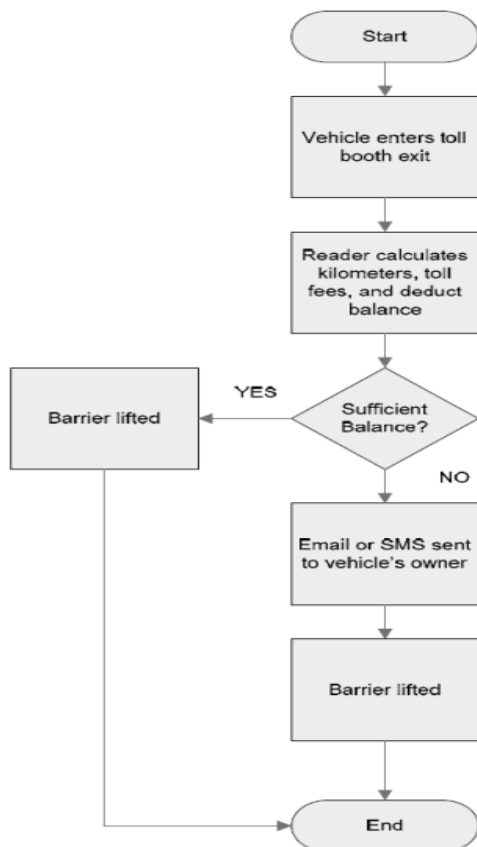 Start
Vehicle enters toll
booth exit
Reader calculates
kilometers, toll
fees, and deduct
balance
YES
Barrier lifted
Sufficient
Balance?
NO
Email or SMS sent
to vehicle's owner
Barrier lifted
End